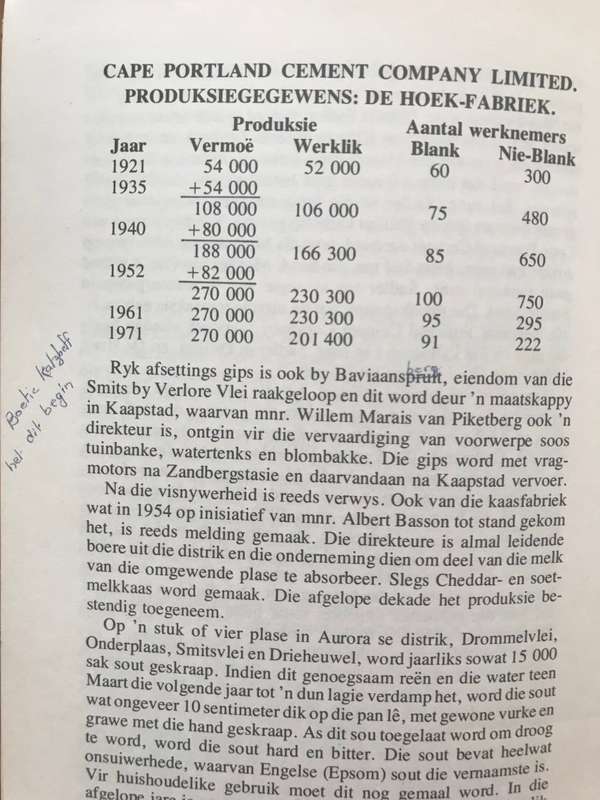 CAPE PORTLAND CEMENT COMPANY LIMITED.
PRODUKSIEGEGEWENS: DE HOEK-FABRIEK.
Produksie Aantal werknemers
Jaar Vermoë Werklik Blank Nie-Blank
1921 54 000 52 000 60 300
1935 +54 000
108 000 106 000 75 480
1940 +80 000
188 000 166 300 85 650
1952 +82 000
270 000 230 300 100 750
1961 270 000 230 300 95 295
1971 270 000 201 400 91 222
Ryk afsettings gips is ook by Baviaanspruit, eiendom van die
berg
Smits by Verlore Vlei raakgeloop en dit word deur 'n maatskappy
in Kaapstad, waarvan mnr. Willem Marais van Piketberg ook 'n
direkteur is, ontgin vir die vervaardiging van voorwerpe soos
tuinbanke, watertenks en blombakke. Die gips word met vrag-
motors na Zandbergstasie en daarvandaan na Kaapstad vervoer.
Na die visnywerheid is reeds verwys. Ook van die kaasfabriek
wat in 1954 op inisiatief van mnr. Albert Basson tot stand gekom
het, is reeds melding gemaak. Die direkteure is almal leidende
boere uit die distrik en die onderneming dien om deel van die melk
van die omgewende plase te absorbeer. Slegs Cheddar- en soet-
melkkaas word gemaak. Die afgelope dekade het produksie be-
stendig toegeneem.
Op 'n stuk of vier plase in Aurora se distrik, Drommelvlei,
Onderplaas, Smitsvlei en Drieheuwel, word jaarliks sowat 15 000
sak sout geskraap. Indien dit genoegsaam reën en die water teen
Maart die volgende jaar tot 'n dun lagie verdamp het, word die sout
wat ongeveer 10 sentimeter dik op die pan lê, met gewone vurke en
grawe met die hand geskraap. As dit sou toegelaat word om droog
te word, word die sout hard en bitter. Die sout bevat heelwat
onsuiwerhede, waarvan Engelse (Epsom) sout die vernaamste is.
Vir huishoudelike gebruik moet dit nog gemaal word. In die
afgelope jare is
Boetie
het dit begin